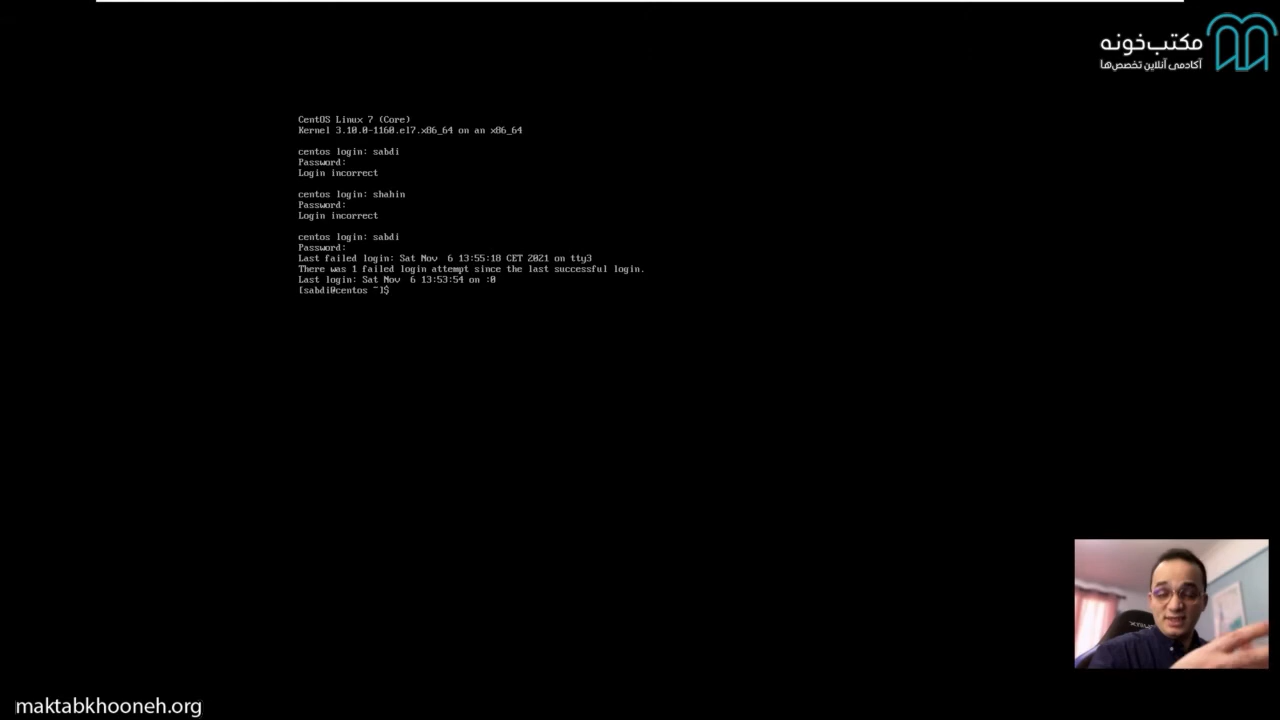 مکتب‌خونه
آکادمی آنلاین تخصص‌ها
CentOS Linux 7 (Core)
Kernel 3.10.0-1160.el7.x86_64 on an x86_64
centos login: sabdi
Password:
Login incorrect
centos login: shahin
Password:
Login incorrect
centos login: sabdi
Password:
Last failed login: Sat Nov  6 13:55:18 CET 2021 on tty3
There was 1 failed login attempt since the last successful login.
Last login: Sat Nov  6 13:53:54 on :0
[sabdi@centos ~]$
maktabkhooneh.org